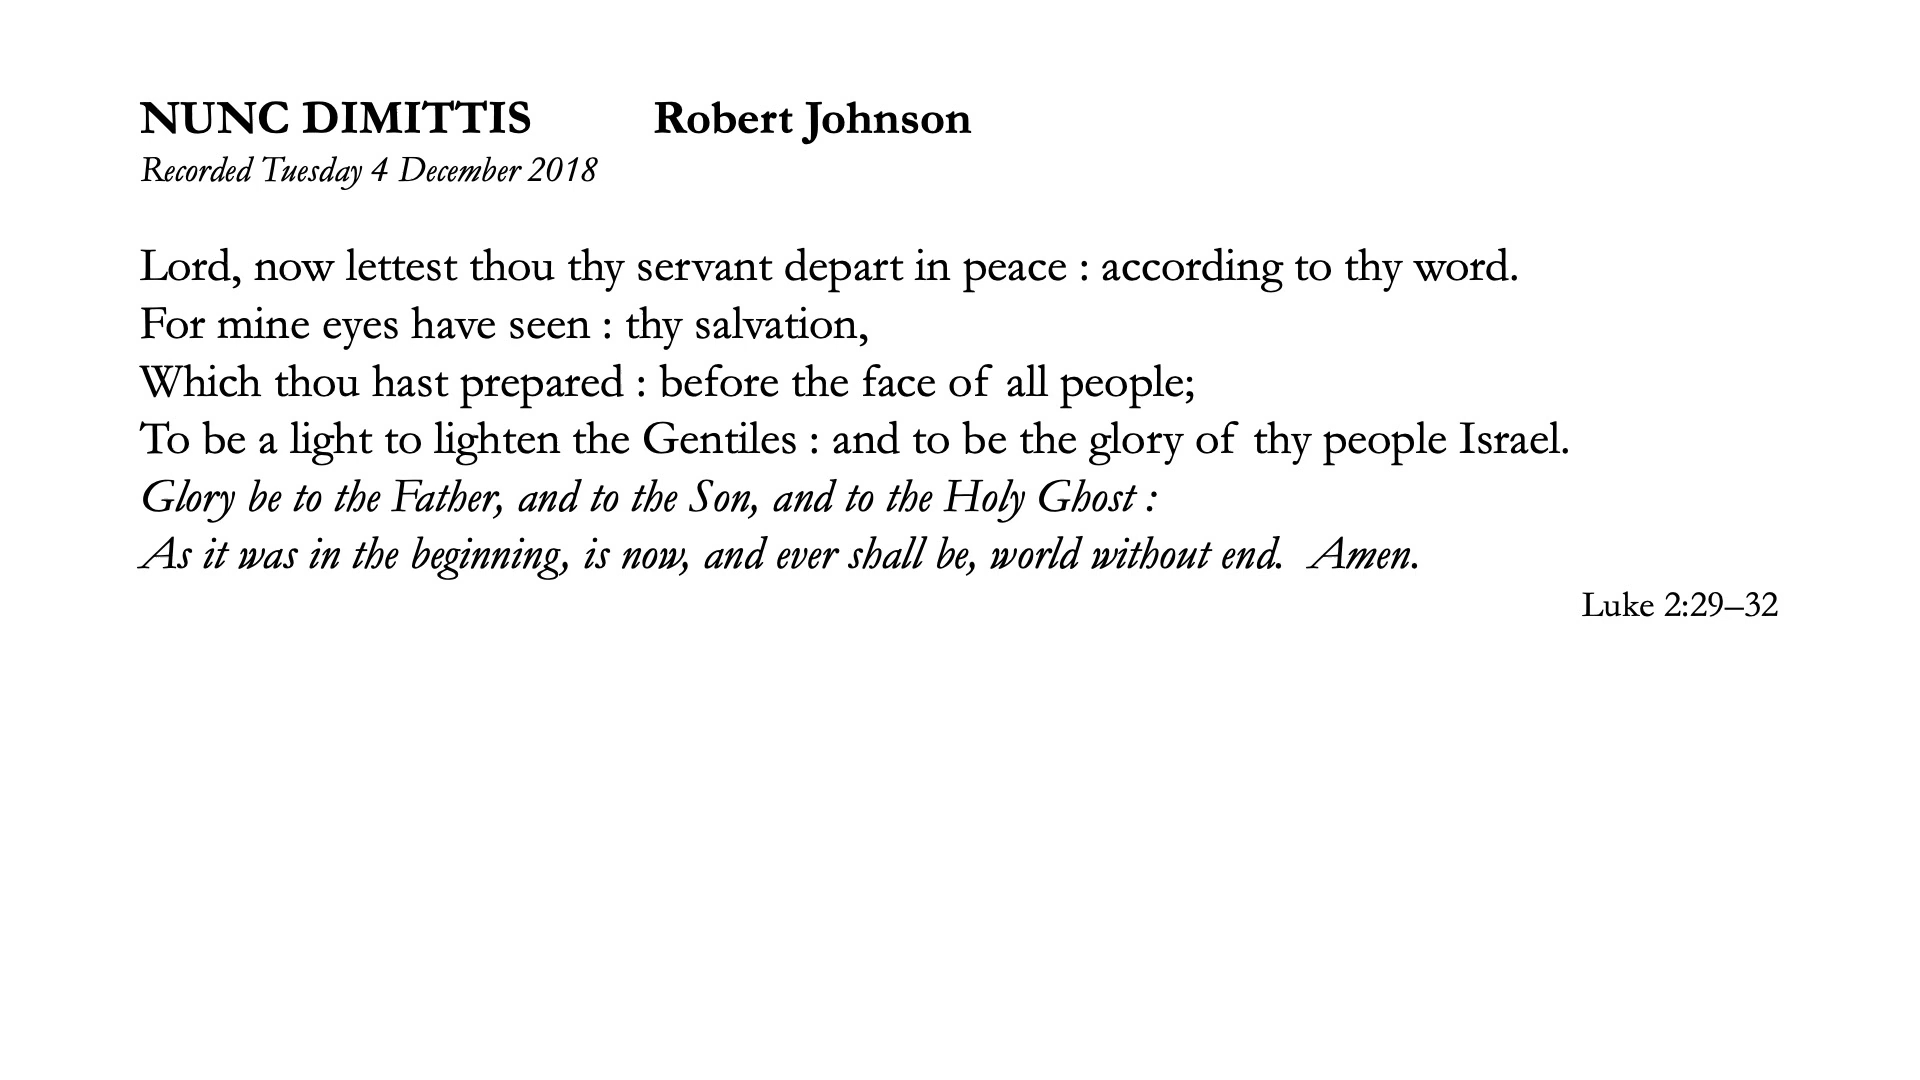 NUNC DIMITTIS Robert Johnson
Recorded Tuesday 4 December 2018
Lord, now lettest thou thy servant depart in peace : according to thy word.
For mine eyes have seen : thy salvation,
Which thou hast prepared : before the face of all people;
To be a light to lighten the Gentiles : and to be the glory of thy people Israel.
Glory be to the Father, and to the Son, and to the Holy Ghost :
As it was in the beginning, is now, and ever shall be, world without end. Amen.
Luke 2:29–32